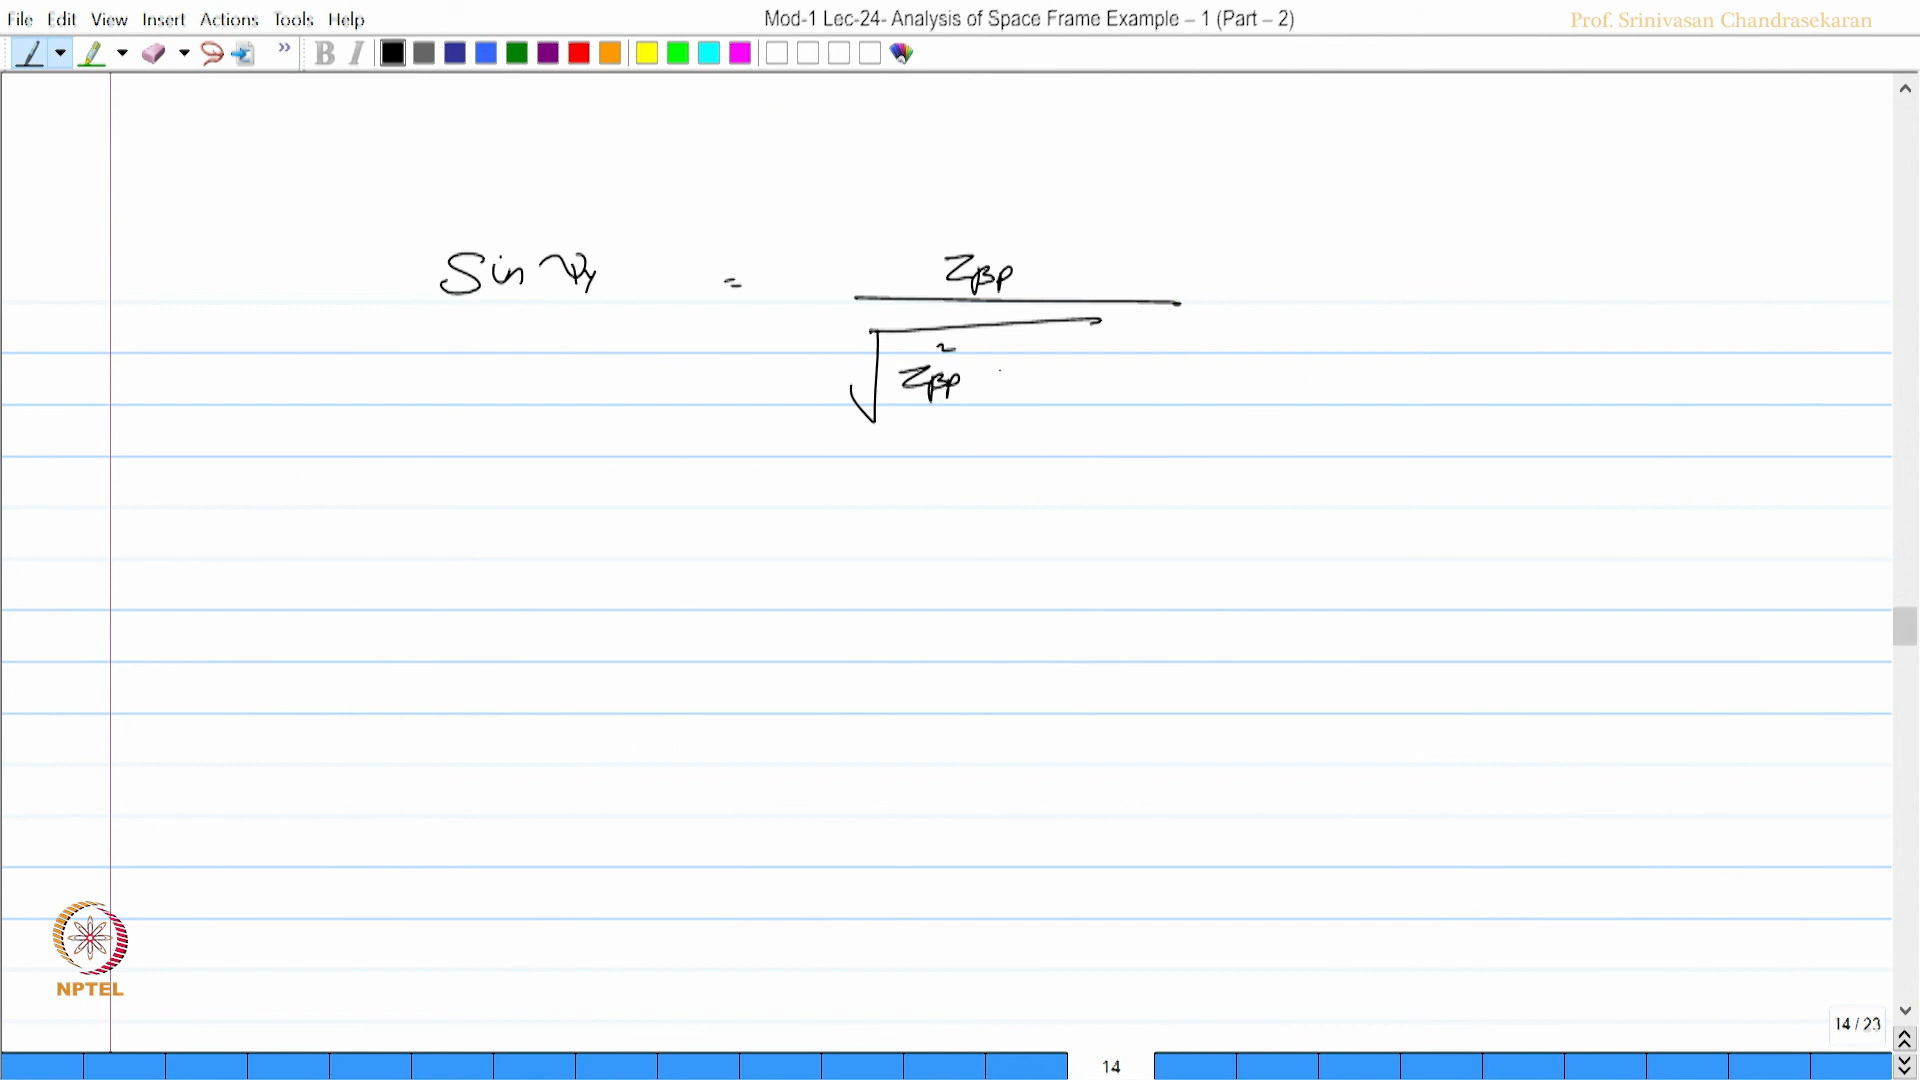 File Edit View Insert Actions Tools Help
Mod-1 Lec-24- Analysis of Space Frame Example – 1 (Part – 2)
Prof. Srinivasan Chandrasekaran
B I
Sin ψy = Zβp
√Zβp²
NPTEL
14 / 23
14